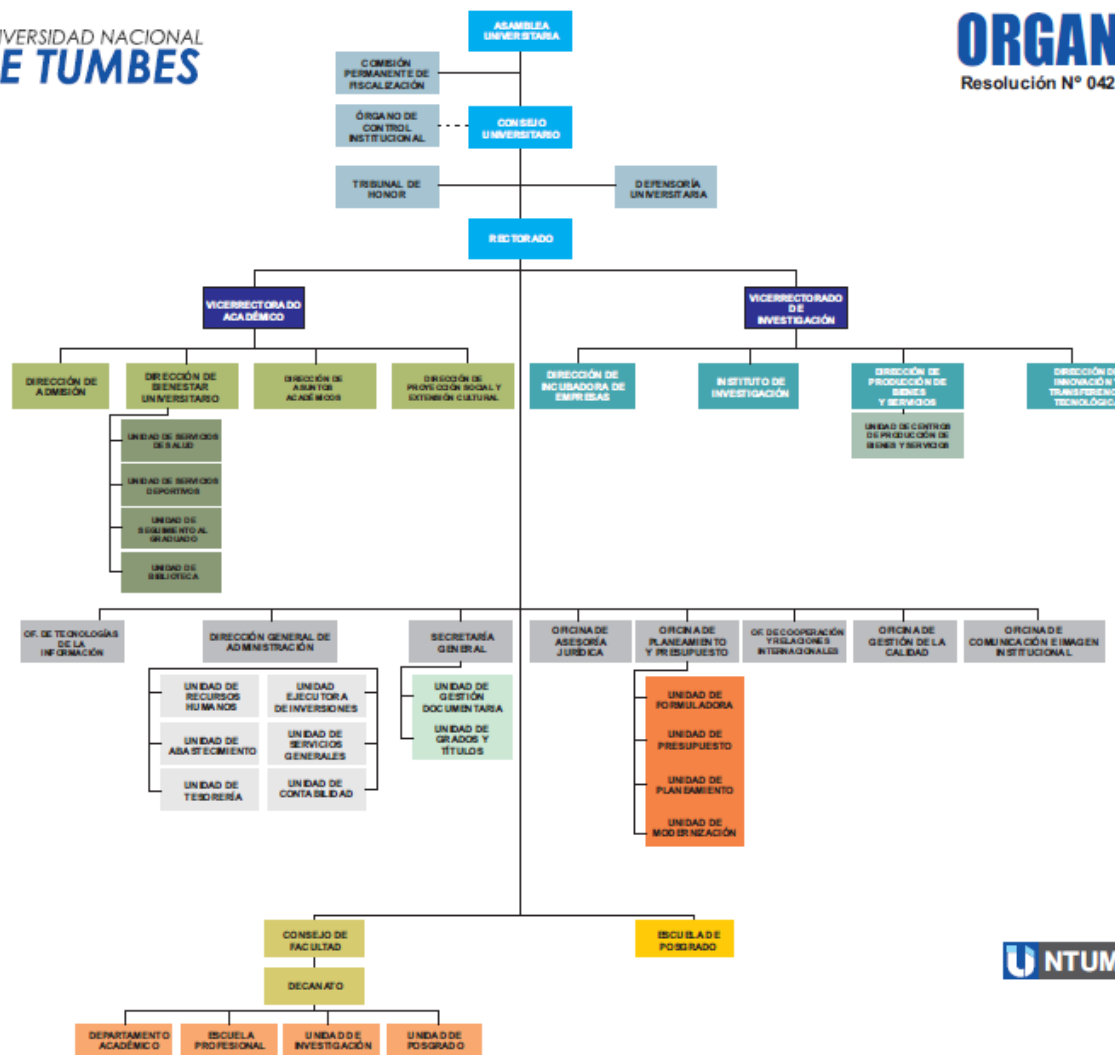 IVERSIDAD NACIONAL
E TUMBES
ORGAN
Resolución Nº 042
ASAMBLEA
UNIVERSITARIA
COMISIÓN
PERMANENTE DE
FISCALIZACIÓN
ÓRGANO DE
CONTROL
INSTITUCIONAL
CONSEJO
UNIVERSITARIO
TRIBUNAL DE
HONOR
DEFENSORÍA
UNIVERSITARIA
RECTORADO
VICERRECTORADO
ACADÉMICO
VICERRECTORADO
DE
INVESTIGACIÓN
DIRECCIÓN DE
ADMISIÓN
DIRECCIÓN DE
BIENESTAR
UNIVERSITARIO
DIRECCIÓN DE
ASUNTOS
ACADÉMICOS
DIRECCIÓN DE
PROYECCIÓN SOCIAL Y
EXTENSIÓN CULTURAL
DIRECCIÓN DE
INCUBADORA DE
EMPRESAS
INSTITUTO DE
INVESTIGACIÓN
DIRECCIÓN DE
PRODUCCIÓN DE
BIENES
Y SERVICIOS
DIRECCIÓN DE
INNOVACIÓN Y
TRANSFERENC
TECNOLÓGICA
UNIDAD DE SERVICIOS
DE SALUD
UNIDAD DE SERVICIOS
DEPORTIVOS
UNIDAD DE
SEGUIMIENTO AL
GRADUADO
UNIDAD DE
BIBLIOTECA
UNIDAD DE CENTROS
DE PRODUCCIÓN DE
BIENES Y SERVICIOS
OF. DE TECNOLOGÍAS
DE LA
INFORMACIÓN
DIRECCIÓN GENERAL DE
ADMINISTRACIÓN
SECRETARÍA
GENERAL
OFICINA DE
ASESORÍA
JURÍDICA
OFICINA DE
PLANEAMIENTO
Y PRESUPUESTO
OF. DE COOPERACIÓN
Y RELACIONES
INTERNACIONALES
OFICINA DE
GESTIÓN DE LA
CALIDAD
OFICINA DE
COMUNICACIÓN E IMAGEN
INSTITUCIONAL
UNIDAD DE
RECURSOS
HUMANOS
UNIDAD
EJECUTORA
DE INVERSIONES
UNIDAD DE
ABASTECIMIENTO
UNIDAD DE
SERVICIOS
GENERALES
UNIDAD DE
TESORERÍA
UNIDAD DE
CONTABILIDAD
UNIDAD DE
GESTIÓN
DOCUMENTARIA
UNIDAD DE
GRADOS Y
TÍTULOS
UNIDAD DE
FORMULADORA
UNIDAD DE
PRESUPUESTO
UNIDAD DE
PLANEAMIENTO
UNIDAD DE
MODERNIZACIÓN
CONSEJO DE
FACULTAD
ESCUELA DE
POSGRADO
DECANATO
DEPARTAMENTO
ACADÉMICO
ESCUELA
PROFESIONAL
UNIDAD DE
INVESTIGACIÓN
UNIDAD DE
POSGRADO
NTUM